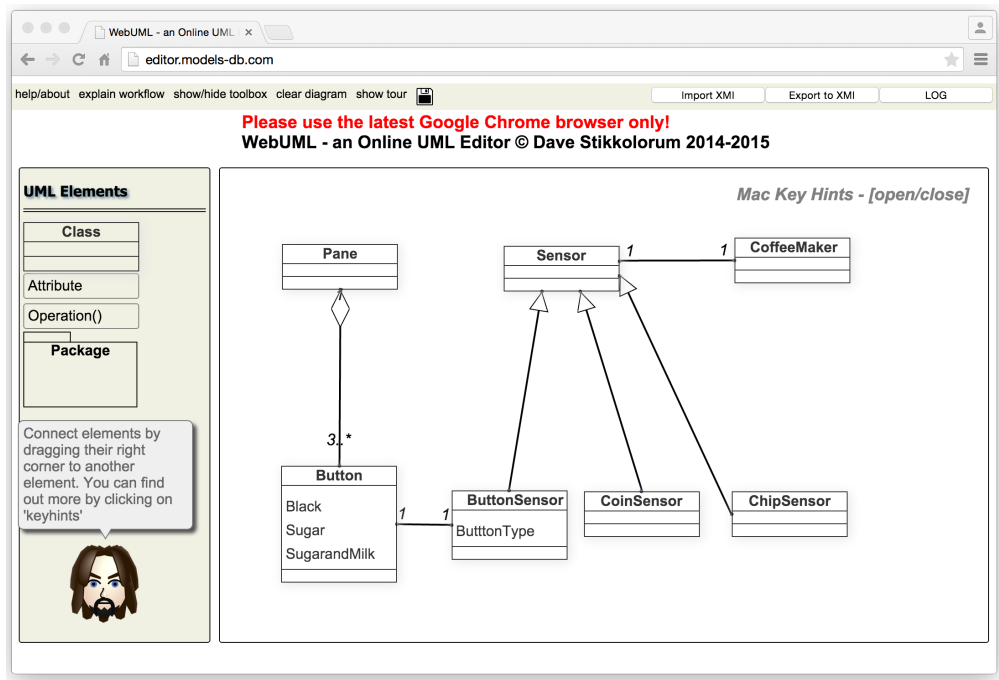 WebUML - an Online UML
editor.models-db.com
help/about explain workflow show/hide toolbox clear diagram show tour
Import XMI Export to XMI LOG
Please use the latest Google Chrome browser only!
WebUML - an Online UML Editor © Dave Stikkolorum 2014-2015
UML Elements
Class
Attribute
Operation()
Package
Connect elements by
dragging their right
corner to another
element. You can find
out more by clicking on
'keyhints'
Mac Key Hints - [open/close]
Pane
Sensor
1 1
CoffeeMaker
3..*
Button
Black
Sugar
SugarandMilk
1 1
ButtonSensor
ButttonType
CoinSensor
ChipSensor